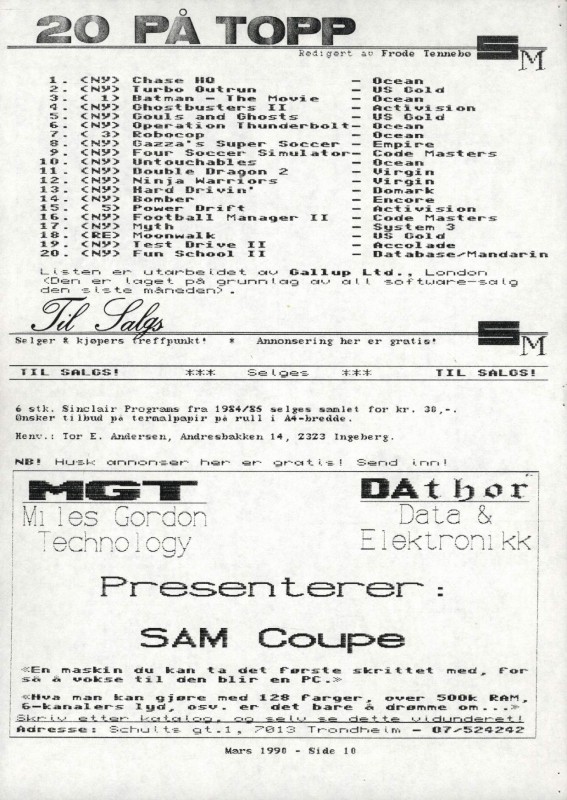 20 PÅ TOPP
Redigert av Frode Tennebø
SM
1. <NY> Chase HQ - Ocean
2. <NY> Turbo Outrun - US Gold
3. < 1> Batman - The Movie - Ocean
4. <NY> Ghostbusters II - Activision
5. <NY> Gouls and Ghosts - US Gold
6. <NY> Operation Thunderbolt- Ocean
7. < 3> Robocop - Ocean
8. <NY> Gazza's Super Soccer - Empire
9. <NY> Four Soccer Simulator- Code Masters
10. <NY> Untouchables - Ocean
11. <NY> Double Dragon 2 - Virgin
12. <NY> Ninja Warriors - Virgin
13. <NY> Hard Drivin' - Domark
14. <NY> Bomber - Encore
15. < 5> Power Drift - Activision
16. <NY> Football Manager II - Code Masters
17. <NY> Myth - System 3
18. <RE> Moonwalk - US Gold
19. <NY> Test Drive II - Accolade
20. <NY> Fun School II - Database/Mandarin
Listen er utarbeidet av Gallup Ltd., London
<Den er laget på grunnlag av all software-salg
den siste måneden>.
Til Salgs
SM
Selger & kjøpers treffpunkt! * Annonsering her er gratis!
TIL SALGS! *** Selges *** TIL SALGS!
6 stk. Sinclair Programs fra 1984/85 selges samlet for kr. 30,-.
Ønsker tilbud på termalpapir på rull i A4-bredde.
Henv.: Tor E. Andersen, Andresbakken 14, 2323 Ingeberg.
NB! Husk annonser her er gratis! Send inn!
MGT DAthor
Miles Gordon Data &
Technology Elektronikk
Presenterer:
SAM Coupe
«En maskin du kan ta det første skrittet med, for
så å vokse til den blir en PC.»
«Hva man kan gjøre med 128 farger, over 500k RAM,
6-kanalers lyd, osv. er det bare å drømme om...»
Skriv etter katalog, og selv se dette vidunderet!
Adresse: Schults gt.1, 7013 Trondheim - 07/524242
Mars 1990 - Side 10